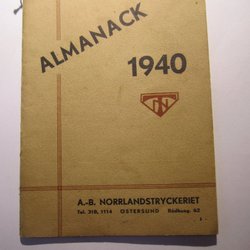 ALMANACK
1940
A.-B. NORRLANDSTRYCKERIET
Tel. 318, 1114 ÖSTERSUND Rådhusg. 62